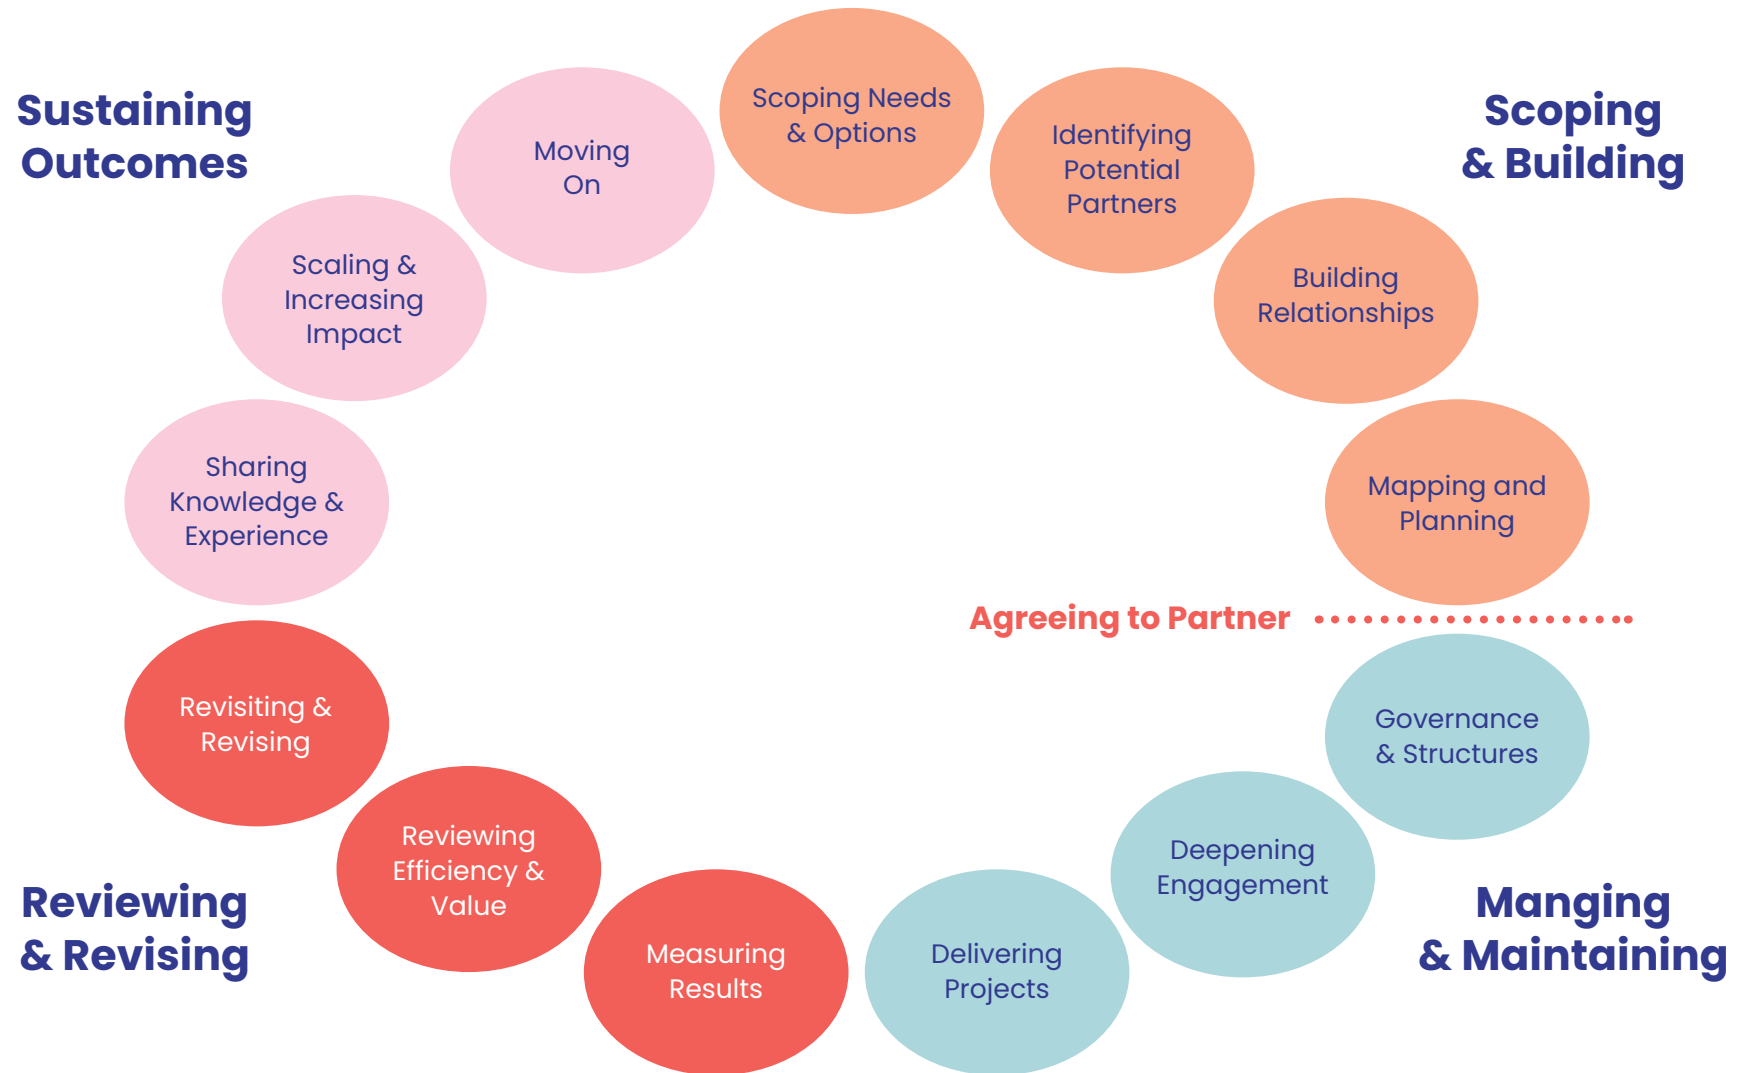 Sustaining
Outcomes
Scoping
& Building
Scoping Needs
& Options
Identifying
Potential
Partners
Building
Relationships
Mapping and
Planning
Agreeing to Partner
Governance
& Structures
Deepening
Engagement
Delivering
Projects
Manging
& Maintaining
Measuring
Results
Reviewing
Efficiency &
Value
Revisiting &
Revising
Reviewing
& Revising
Sharing
Knowledge &
Experience
Scaling &
Increasing
Impact
Moving
On